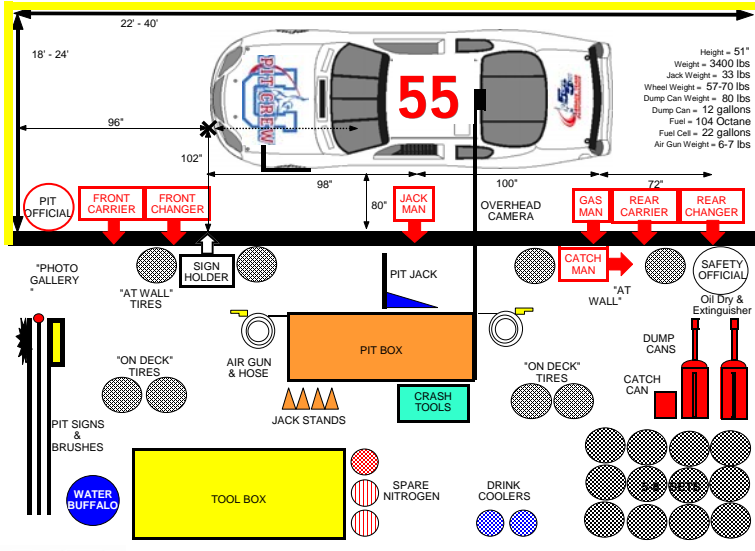 22' - 40'
18' - 24'
Height = 51"
Weight = 3400 lbs
Jack Weight = 33 lbs
Wheel Weight = 57-70 lbs
Dump Can Weight = 80 lbs
Dump Can = 12 gallons
Fuel = 104 Octane
Fuel Cell = 22 gallons
Air Gun Weight = 6-7 lbs
PIT CREW
U
55
96"
102"
98"
100"
72"
80"
PIT
OFFICIAL
FRONT
CARRIER
FRONT
CHANGER
JACK
MAN
OVERHEAD
CAMERA
GAS
MAN
REAR
CARRIER
REAR
CHANGER
"PHOTO
GALLERY
"
SIGN
HOLDER
"AT WALL"
TIRES
PIT JACK
CATCH
MAN
"AT
WALL"
SAFETY
OFFICIAL
Oil Dry &
Extinguisher
AIR GUN
& HOSE
PIT BOX
DUMP
CANS
"ON DECK"
TIRES
"ON DECK"
TIRES
CATCH
CAN
JACK STANDS
CRASH
TOOLS
PIT SIGNS
&
BRUSHES
WATER
BUFFALO
TOOL BOX
SPARE
NITROGEN
DRINK
COOLERS
SETS